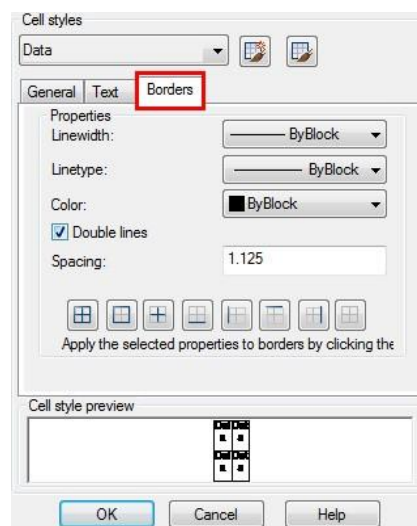 Cell styles
Data
General Text Borders
Properties
Linewidth: ByBlock
Linetype: ByBlock
Color: ByBlock
Double lines
Spacing: 1.125
Apply the selected properties to borders by clicking the
Cell style preview
OK Cancel Help